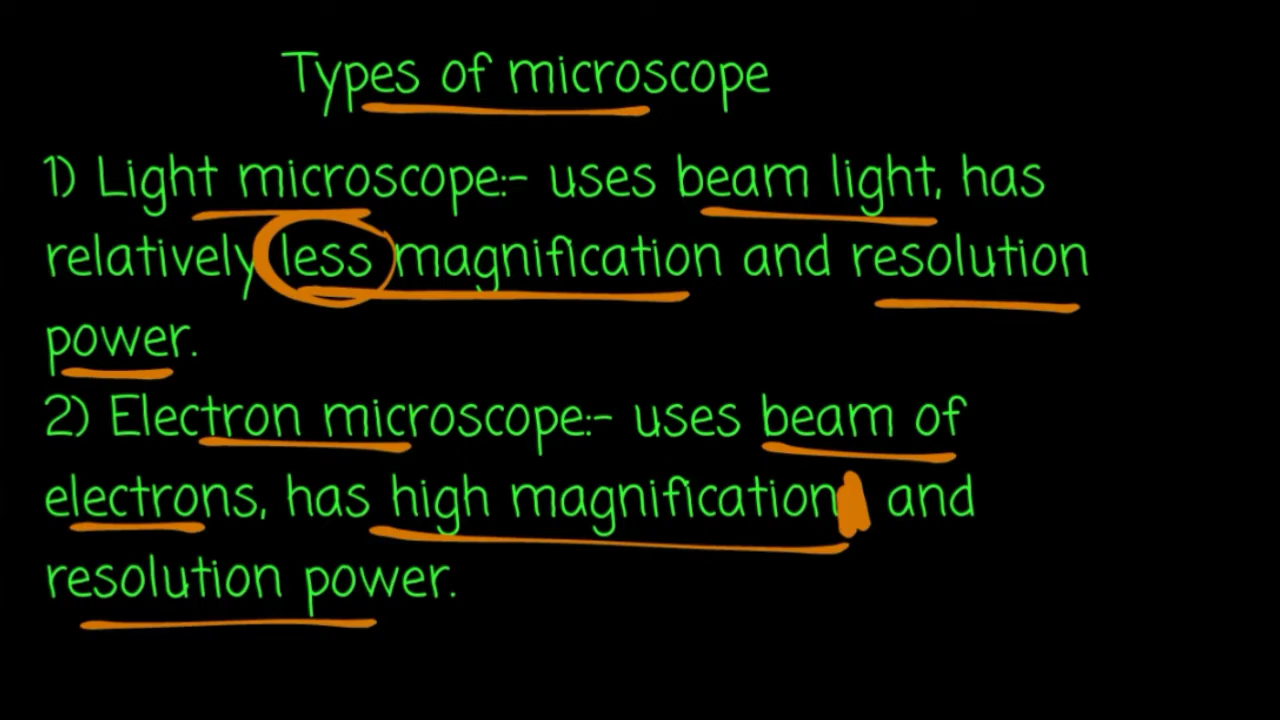 Types of microscope
1) Light microscope:- uses beam light, has
relatively less magnification and resolution
power.
2) Electron microscope:- uses beam of
electrons, has high magnification and
resolution power.